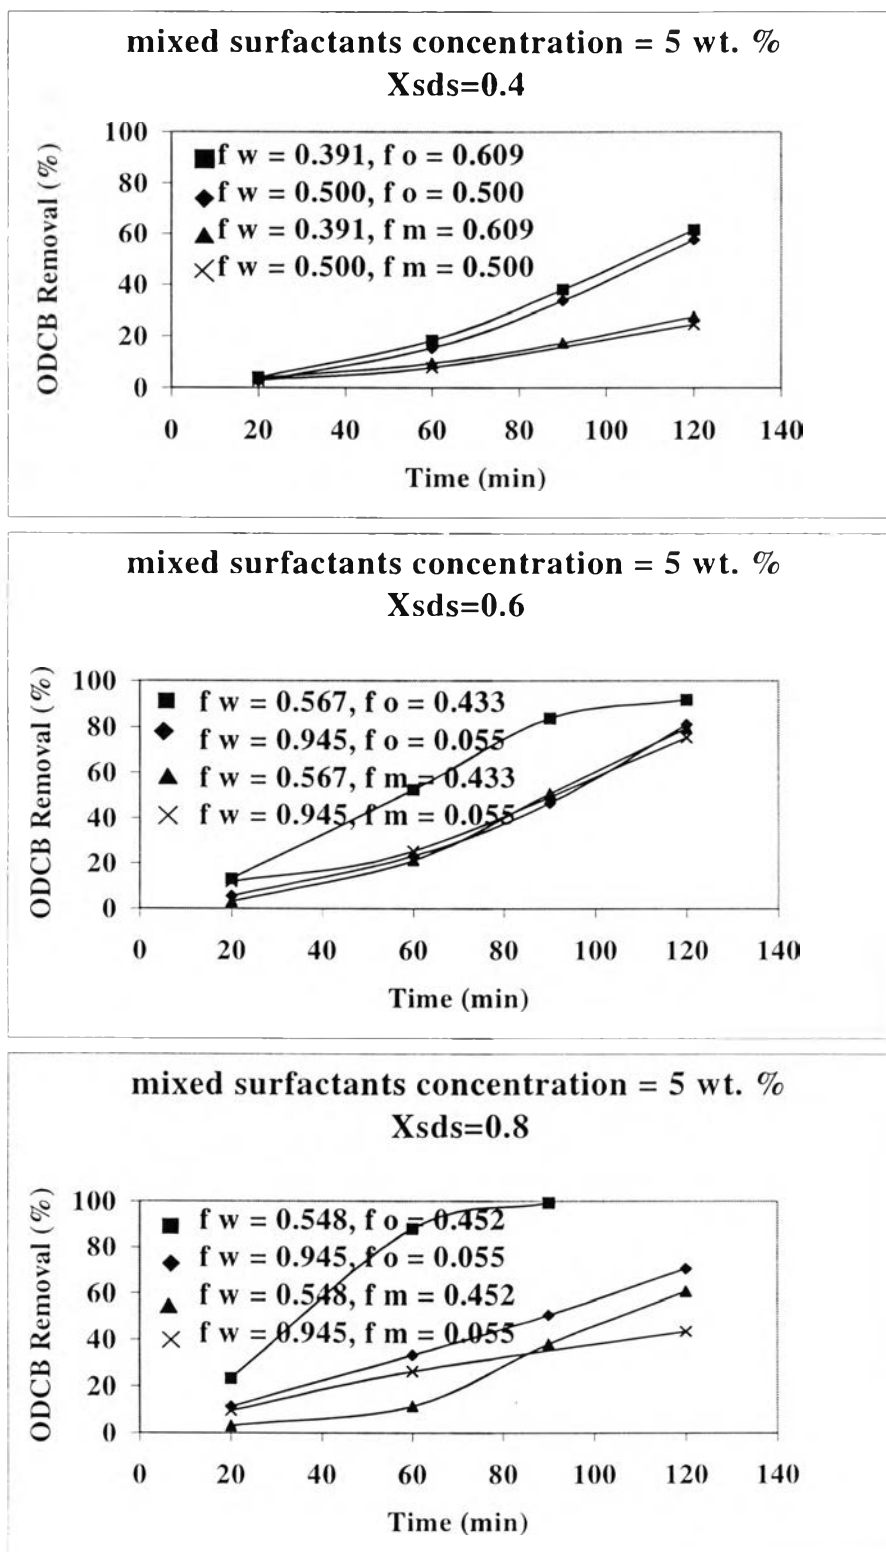 mixed surfactants concentration = 5 wt. %
Xsds=0.4
ODCB Removal (%)
100
80
60
40
20
0
f w = 0.391, f o = 0.609
f w = 0.500, f o = 0.500
f w = 0.391, f m = 0.609
f w = 0.500, f m = 0.500
0 20 40 60 80 100 120 140
Time (min)
mixed surfactants concentration = 5 wt. %
Xsds=0.6
ODCB Removal (%)
100
80
60
40
20
0
f w = 0.567, f o = 0.433
f w = 0.945, f o = 0.055
f w = 0.567, f m = 0.433
f w = 0.945, f m = 0.055
0 20 40 60 80 100 120 140
Time (min)
mixed surfactants concentration = 5 wt. %
Xsds=0.8
ODCB Removal (%)
100
80
60
40
20
0
f w = 0.548, f o = 0.452
f w = 0.945, f o = 0.055
f w = 0.548, f m = 0.452
f w = 0.945, f m = 0.055
0 20 40 60 80 100 120 140
Time (min)